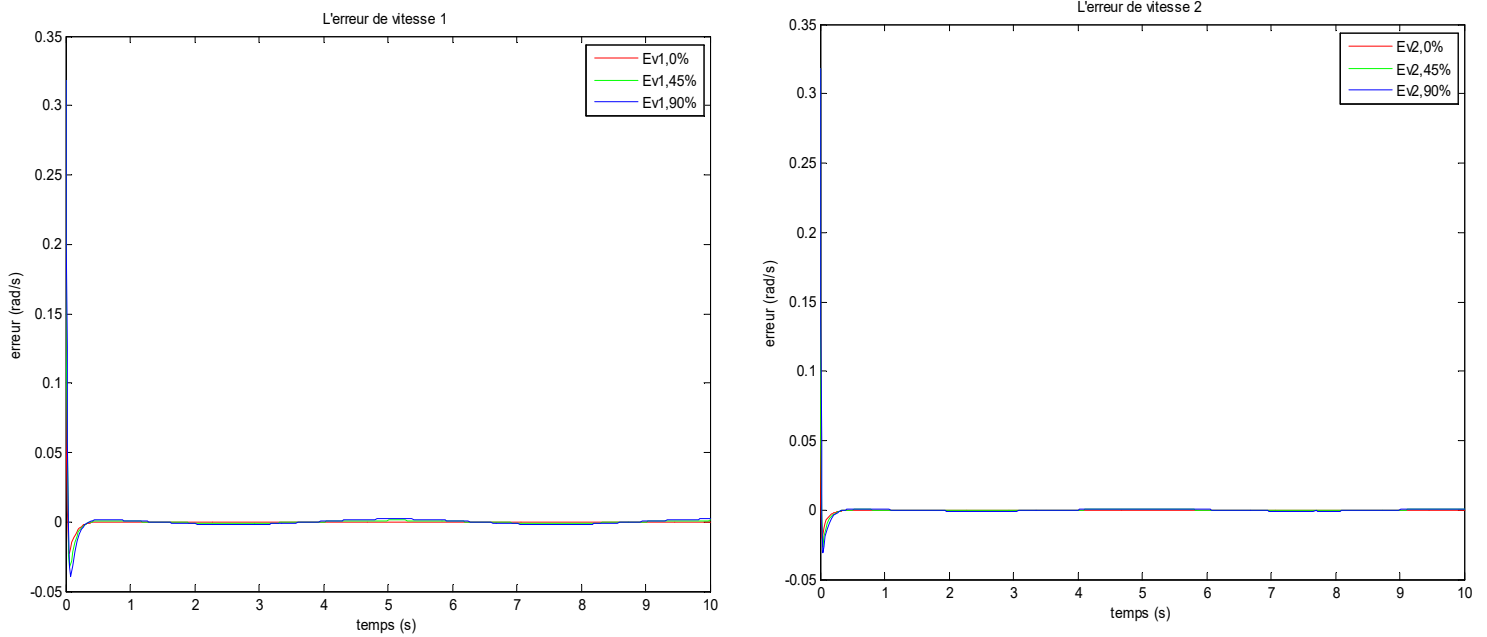 L'erreur de vitesse 1
0.35
0.3
0.25
0.2
0.15
0.1
0.05
0
-0.05
erreur (rad/s)
Ev1,0%
Ev1,45%
Ev1,90%
0 1 2 3 4 5 6 7 8 9 10
temps (s)
L'erreur de vitesse 2
0.35
0.3
0.25
0.2
0.15
0.1
0.05
0
-0.05
erreur (rad/s)
Ev2,0%
Ev2,45%
Ev2,90%
0 1 2 3 4 5 6 7 8 9 10
temps (s)